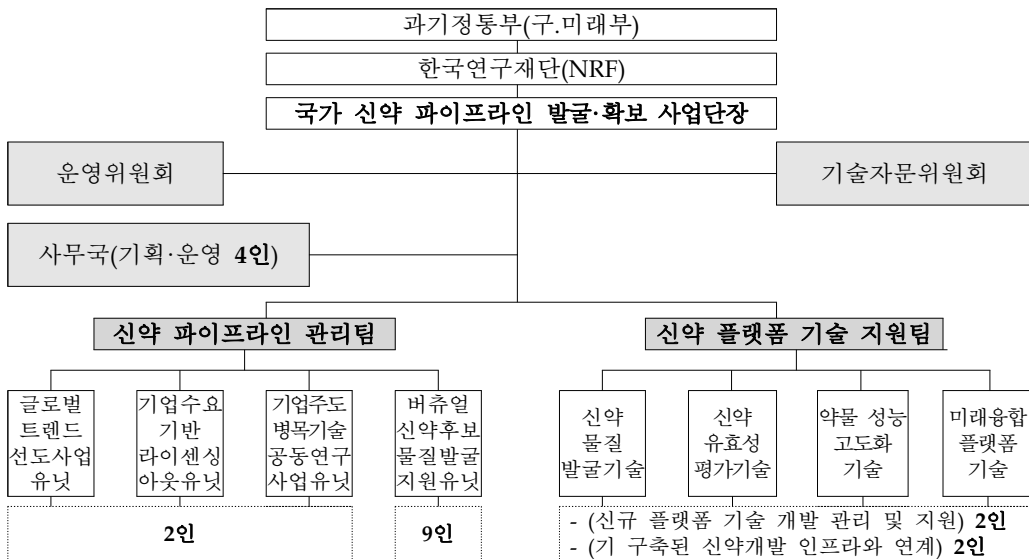 과기정통부(구.미래부)
한국연구재단(NRF)
국가 신약 파이프라인 발굴·확보 사업단장
운영위원회
기술자문위원회
사무국(기획·운영 4인)
신약 파이프라인 관리팀
신약 플랫폼 기술 지원팀
글로벌
트렌드
선도사업
유닛
기업수요
기반
라이센싱
아웃유닛
기업주도
병목기술
공동연구
사업유닛
버츄얼
신약후보
물질발굴
지원유닛
신약
물질
발굴기술
신약
유효성
평가기술
약물 성능
고도화
기술
미래융합
플랫폼
기술
2인
9인
- (신규 플랫폼 기술 개발 관리 및 지원) 2인
- (기 구축된 신약개발 인프라와 연계) 2인